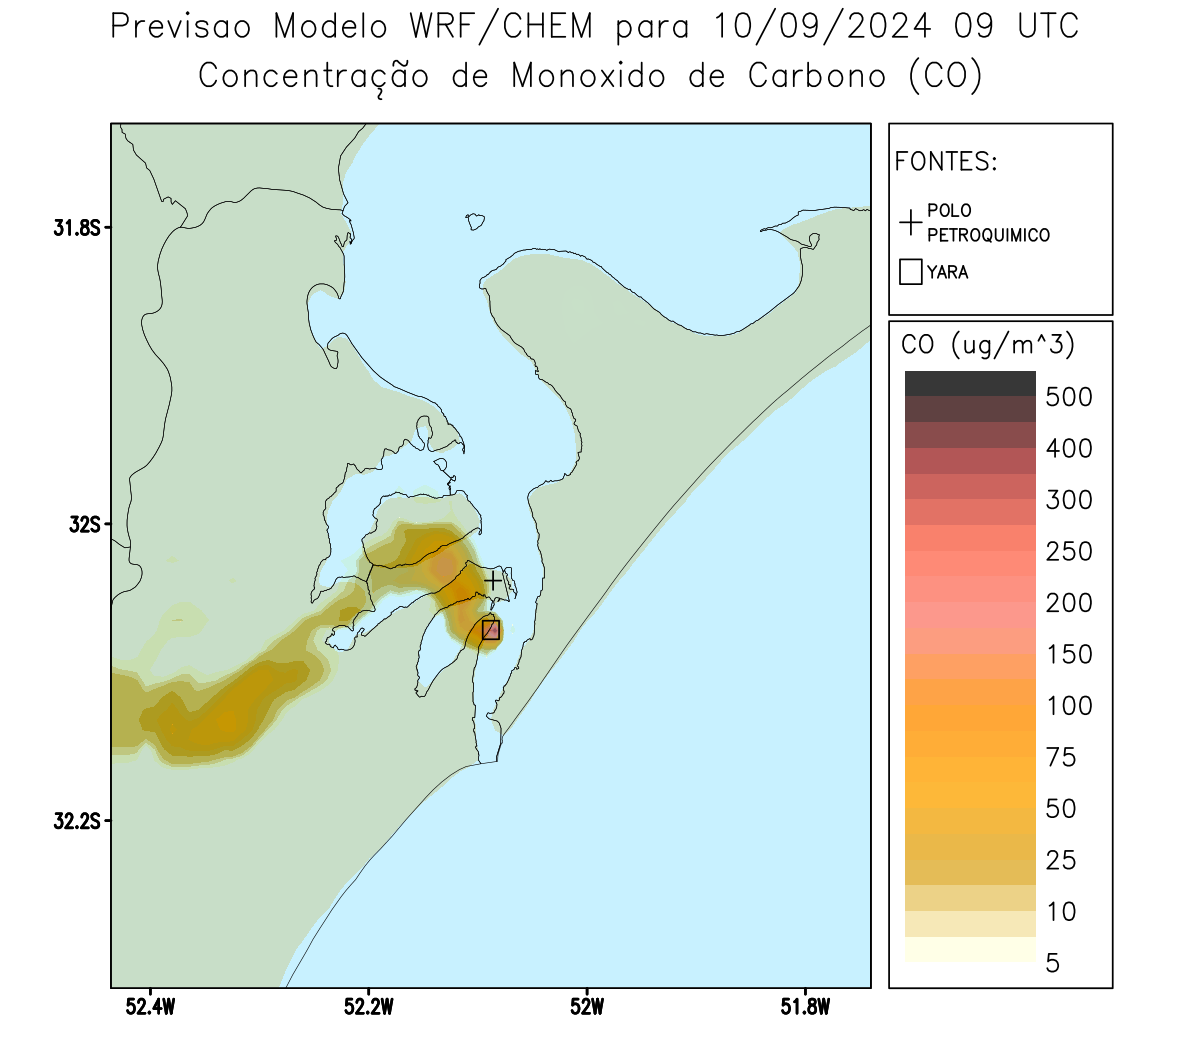 Previsao Modelo WRF/CHEM para 10/09/2024 09 UTC
Concentração de Monoxido de Carbono (CO)
FONTES:
POLO
PETROQUIMICO
YARA
CO (ug/m^3)
500
400
300
250
200
150
100
75
50
25
10
5
31.8S
32S
32.2S
52.4W
52.2W
52W
51.8W